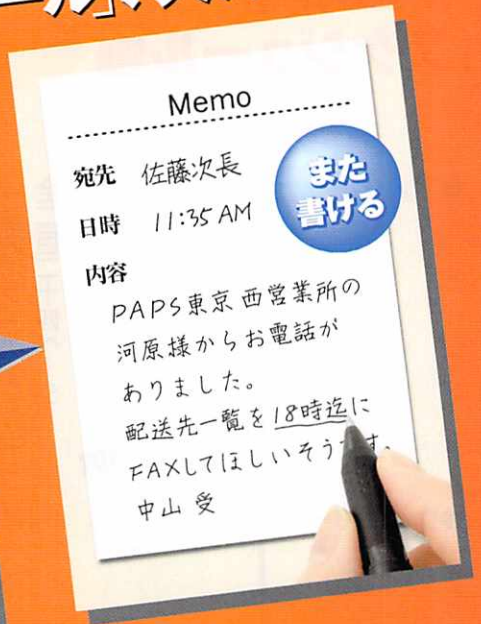 Memo
宛先 佐藤次長
日時 11:35 AM
また
書ける
内容
PAPS東京西営業所の
河原様からお電話が
ありました。
配送先一覧を18時迄に
FAXしてほしいそうです。
中山 受